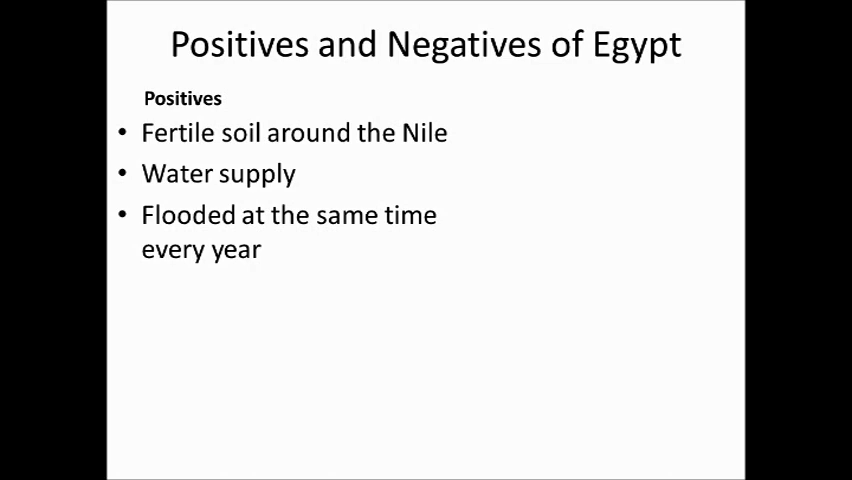 Positives and Negatives of Egypt
Positives
• Fertile soil around the Nile
• Water supply
• Flooded at the same time
every year